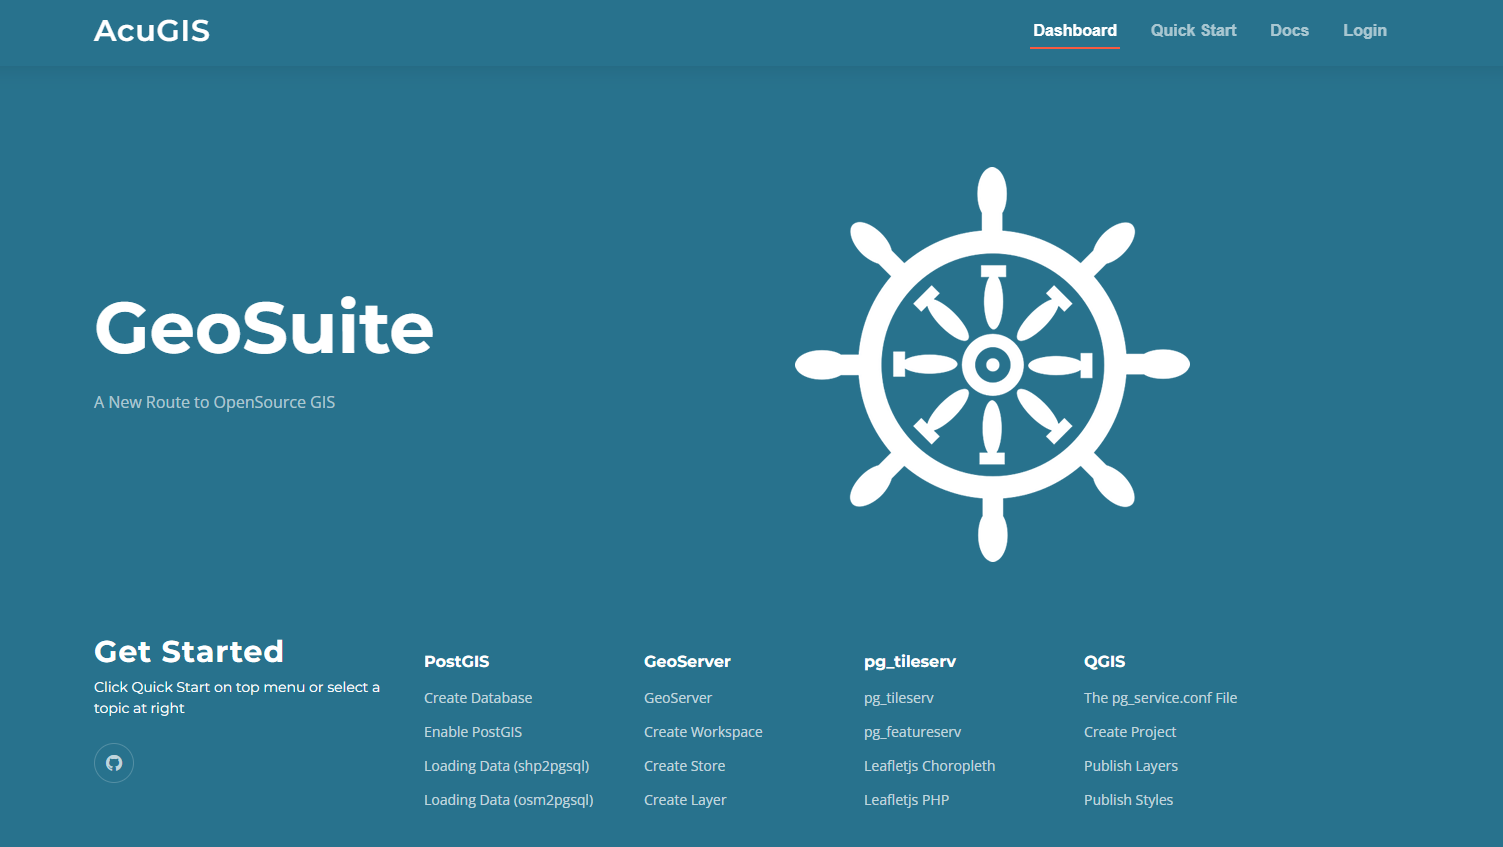 AcuGIS
Dashboard
Quick Start
Docs
Login
GeoSuite
A New Route to OpenSource GIS
Get Started
Click Quick Start on top menu or select a
topic at right
PostGIS
Create Database
Enable PostGIS
Loading Data (shp2pgsql)
Loading Data (osm2pgsql)
GeoServer
GeoServer
Create Workspace
Create Store
Create Layer
pg_tileserv
pg_tileserv
pg_featureserv
Leafletjs Choropleth
Leafletjs PHP
QGIS
The pg_service.conf File
Create Project
Publish Layers
Publish Styles